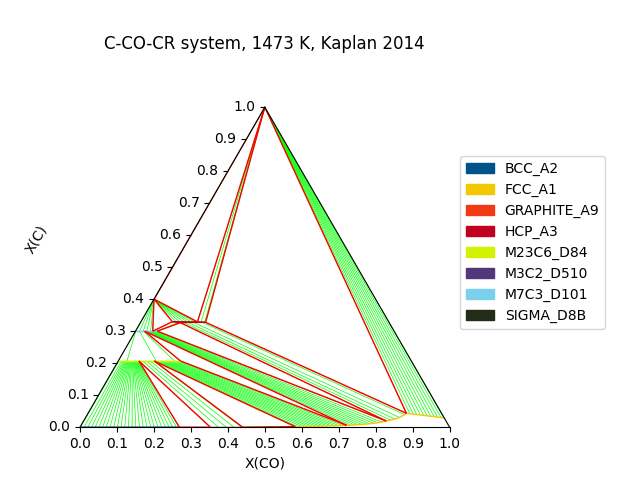 C-CO-CR system, 1473 K, Kaplan 2014
1.0
0.9
0.8
0.7
0.6
0.5
0.4
0.3
0.2
0.1
0.0
X(C)
0.0 0.1 0.2 0.3 0.4 0.5 0.6 0.7 0.8 0.9 1.0
X(CO)
BCC_A2
FCC_A1
GRAPHITE_A9
HCP_A3
M23C6_D84
M3C2_D510
M7C3_D101
SIGMA_D8B